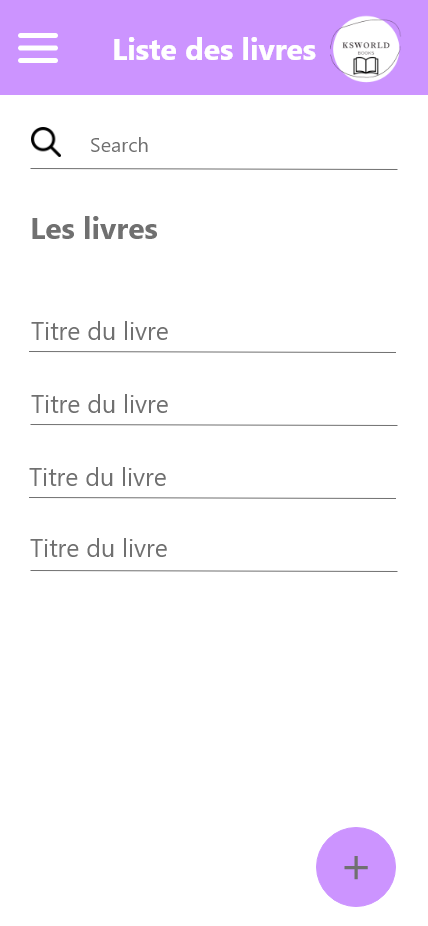 Liste des livres
KSWORLD
BOOKS
Search
Les livres
Titre du livre
Titre du livre
Titre du livre
Titre du livre
+